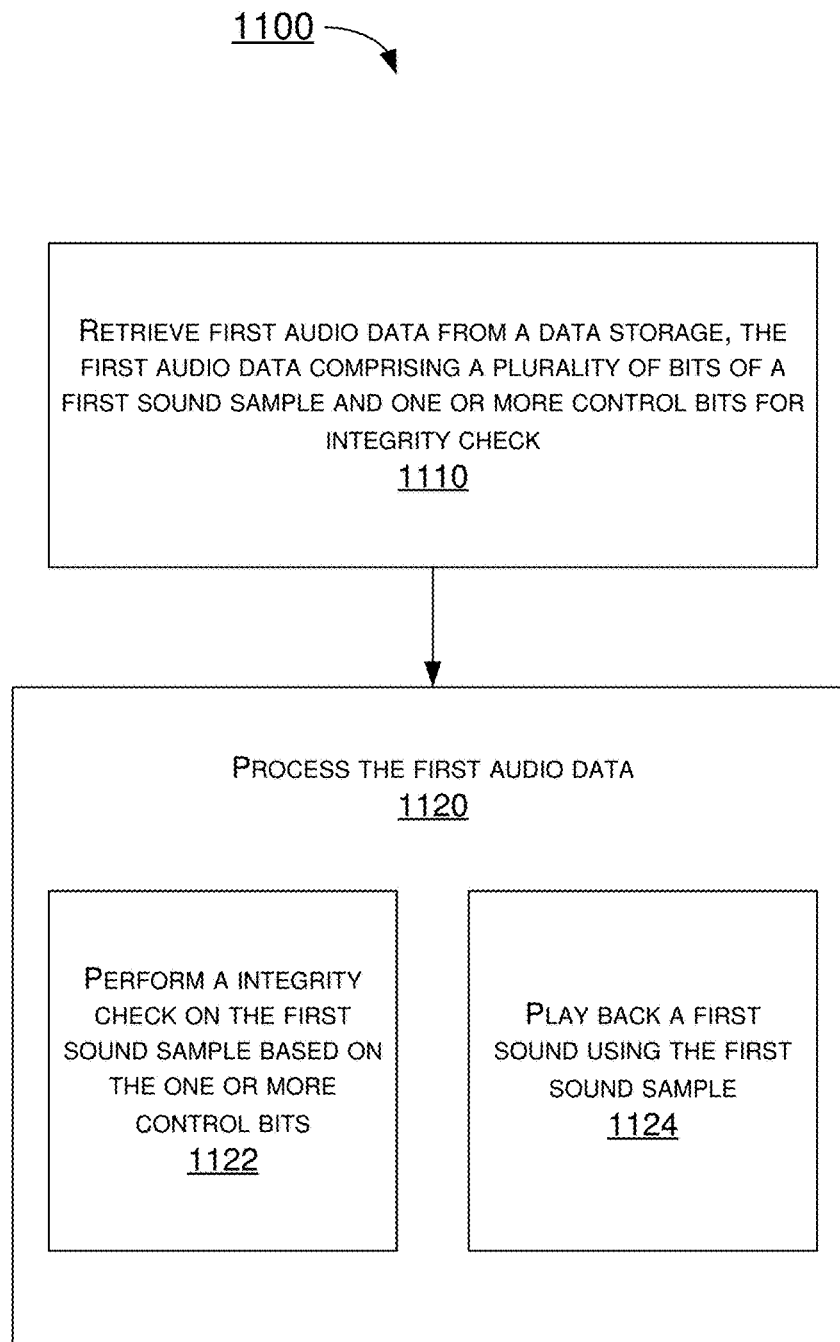 1100
RETRIEVE FIRST AUDIO DATA FROM A DATA STORAGE, THE
FIRST AUDIO DATA COMPRISING A PLURALITY OF BITS OF A
FIRST SOUND SAMPLE AND ONE OR MORE CONTROL BITS FOR
INTEGRITY CHECK
1110
PROCESS THE FIRST AUDIO DATA
1120
PERFORM A INTEGRITY
CHECK ON THE FIRST
SOUND SAMPLE BASED ON
THE ONE OR MORE
CONTROL BITS
1122
PLAY BACK A FIRST
SOUND USING THE FIRST
SOUND SAMPLE
1124